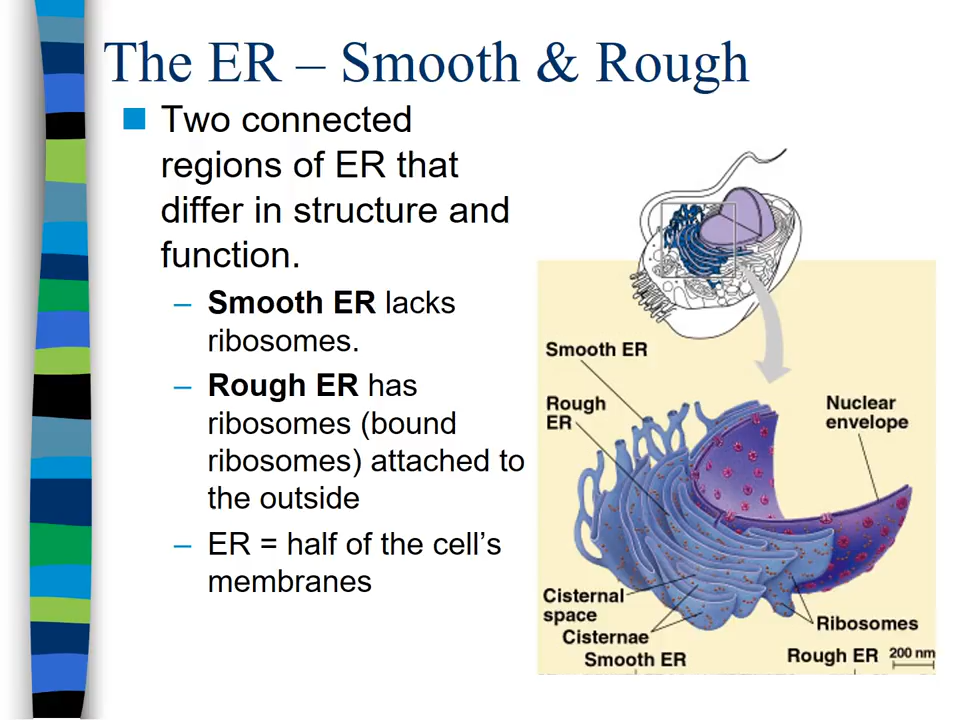 The ER – Smooth & Rough
Two connected
regions of ER that
differ in structure and
function.
– Smooth ER lacks
ribosomes.
– Rough ER has
ribosomes (bound
ribosomes) attached to
the outside
– ER = half of the cell's
membranes
Smooth ER
Rough
ER
Nuclear
envelope
Cisternal
space
Cisternae
Ribosomes
Smooth ER
Rough ER
200 nm